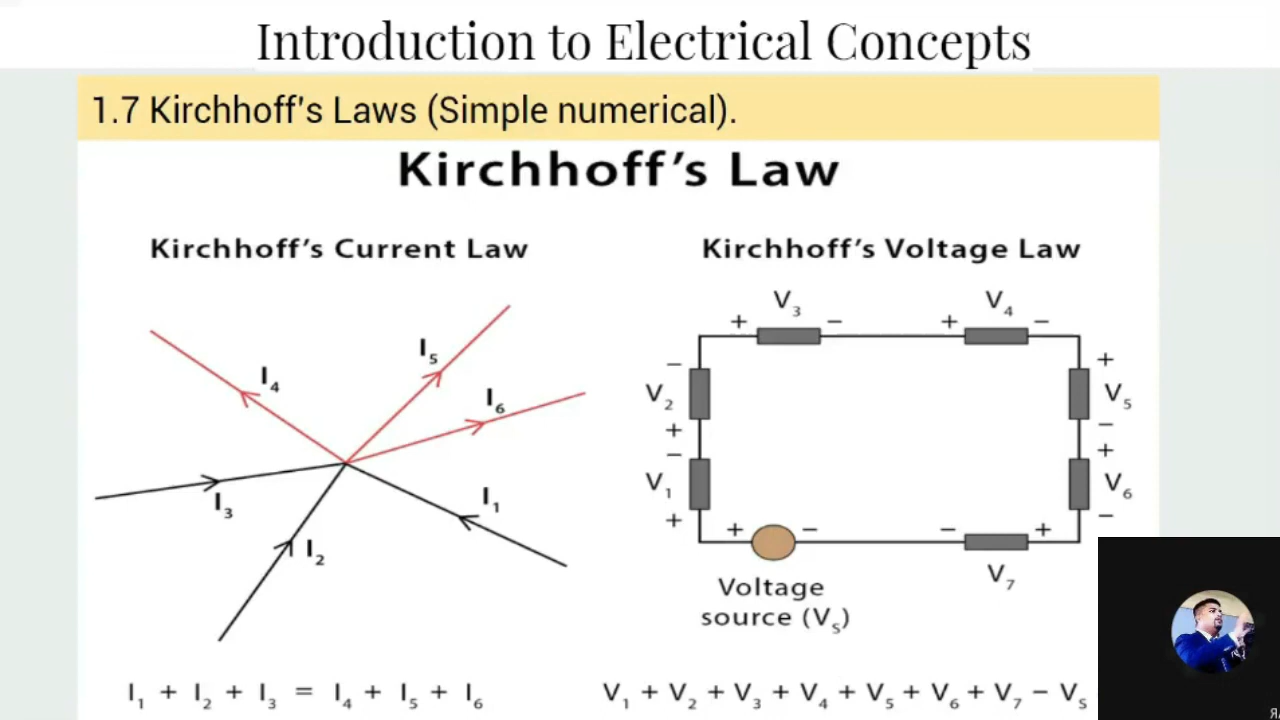 Introduction to Electrical Concepts
1.7 Kirchhoff's Laws (Simple numerical).
Kirchhoff's Law
Kirchhoff's Current Law
Kirchhoff's Voltage Law
I₄
I₅
I₆
I₃
I₂
I₁
+ V₃ −
+ V₄ −
− V₂ +
− V₁ +
+ V₅ −
+ V₆ −
+ −
− +
V₇
Voltage
source (Vₛ)
I₁ + I₂ + I₃ = I₄ + I₅ + I₆
V₁ + V₂ + V₃ + V₄ + V₅ + V₆ + V₇ − Vₛ